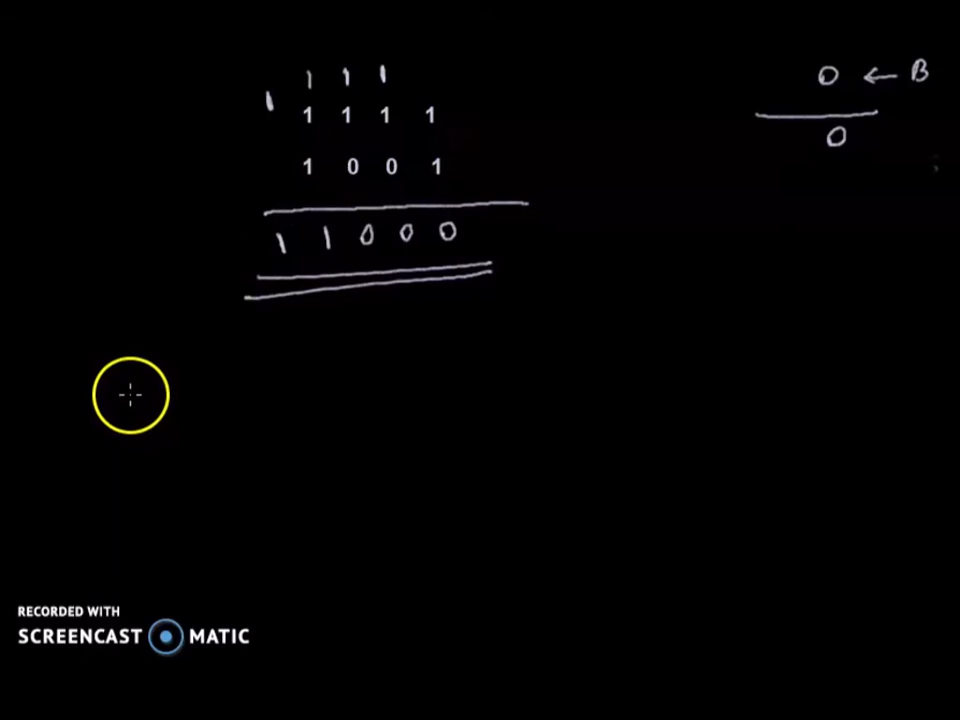 1 1 1
1
1 1 1 1
1 0 0 1
1 1 0 0 0
0 ← B
0
RECORDED WITH
SCREENCAST MATIC